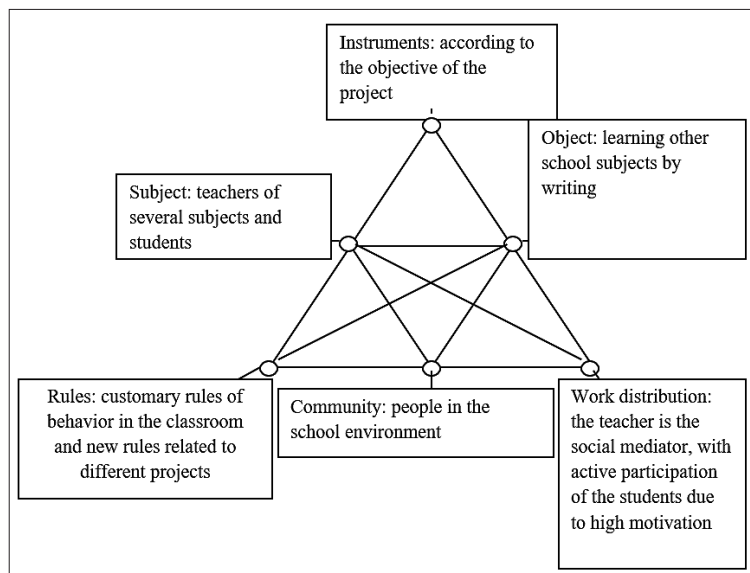 Instruments: according to
the objective of the
project
Object: learning other
school subjects by
writing
Subject: teachers of
several subjects and
students
Rules: customary rules of
behavior in the classroom
and new rules related to
different projects
Community: people in the
school environment
Work distribution:
the teacher is the
social mediator, with
active participation
of the students due
to high motivation